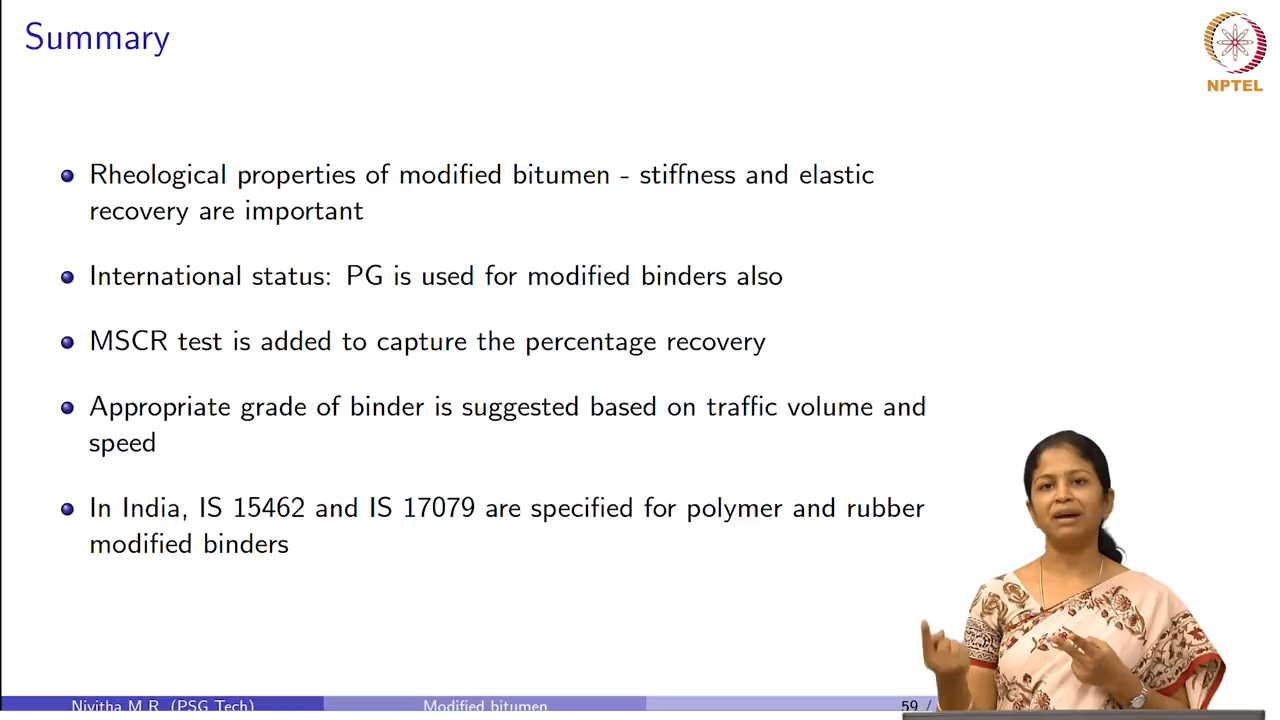 Summary
NPTEL
Rheological properties of modified bitumen - stiffness and elastic
recovery are important
International status: PG is used for modified binders also
MSCR test is added to capture the percentage recovery
Appropriate grade of binder is suggested based on traffic volume and
speed
In India, IS 15462 and IS 17079 are specified for polymer and rubber
modified binders
Nivitha M.R. (PSG Tech)
Modified bitumen
59 /